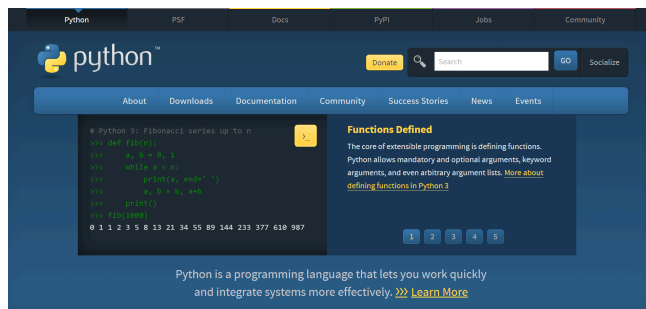 Python PSF Docs PyPI Jobs Community
python™
Donate Search GO Socialize
About Downloads Documentation Community Success Stories News Events
# Python 3: Fibonacci series up to n
>>> def fib(n):
>>>     a, b = 0, 1
>>>     while a < n:
>>>         print(a, end=' ')
>>>         a, b = b, a+b
>>>     print()
>>> fib(1000)
0 1 1 2 3 5 8 13 21 34 55 89 144 233 377 610 987
>_
Functions Defined
The core of extensible programming is defining functions.
Python allows mandatory and optional arguments, keyword
arguments, and even arbitrary argument lists. More about
defining functions in Python 3
1 2 3 4 5
Python is a programming language that lets you work quickly
and integrate systems more effectively. >>> Learn More